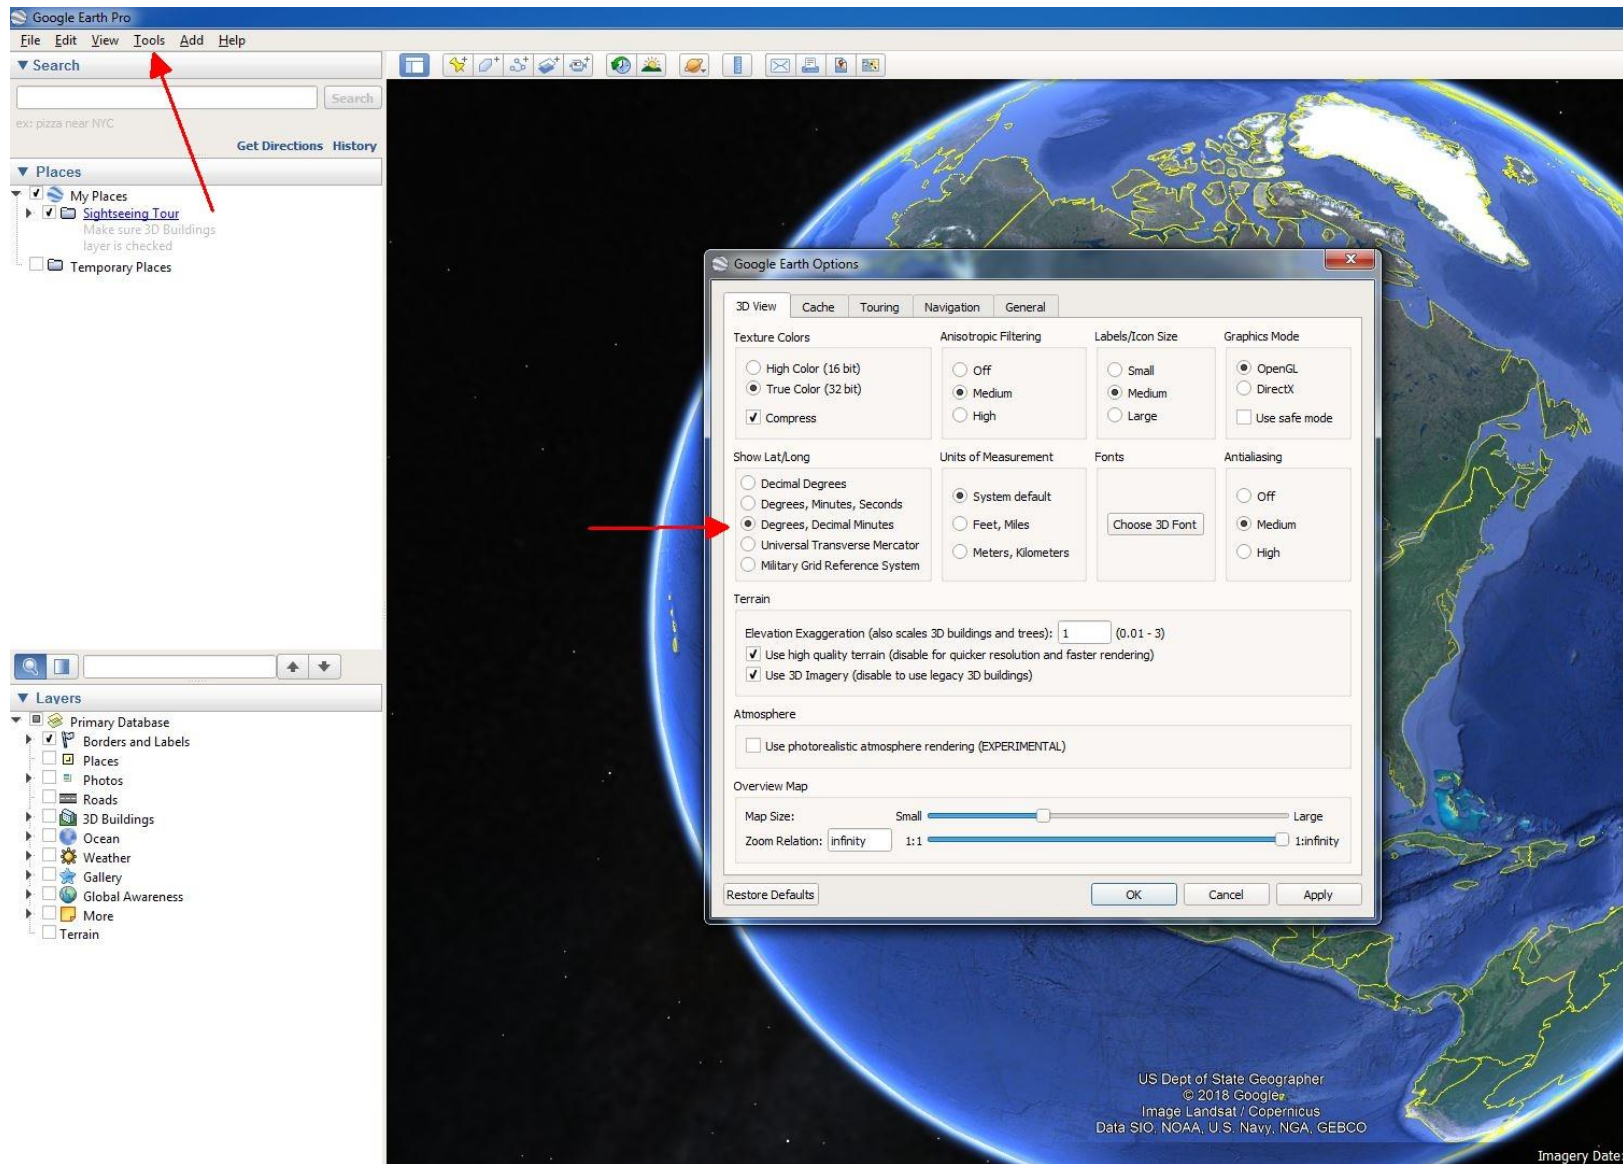 Google Earth Pro
File Edit View Tools Add Help
Search
Search
ex: pizza near NYC
Get Directions History
Places
My Places
Sightseeing Tour
Make sure 3D Buildings
layer is checked
Temporary Places
Layers
Primary Database
Borders and Labels
Places
Photos
Roads
3D Buildings
Ocean
Weather
Gallery
Global Awareness
More
Terrain
Google Earth Options
3D View Cache Touring Navigation General
Texture Colors
High Color (16 bit)
True Color (32 bit)
Compress
Anisotropic Filtering
Off
Medium
High
Labels/Icon Size
Small
Medium
Large
Graphics Mode
OpenGL
DirectX
Use safe mode
Show Lat/Long
Decimal Degrees
Degrees, Minutes, Seconds
Degrees, Decimal Minutes
Universal Transverse Mercator
Military Grid Reference System
Units of Measurement
System default
Feet, Miles
Meters, Kilometers
Fonts
Choose 3D Font
Antialiasing
Off
Medium
High
Terrain
Elevation Exaggeration (also scales 3D buildings and trees): 1 (0.01 - 3)
Use high quality terrain (disable for quicker resolution and faster rendering)
Use 3D Imagery (disable to use legacy 3D buildings)
Atmosphere
Use photorealistic atmosphere rendering (EXPERIMENTAL)
Overview Map
Map Size: Small Large
Zoom Relation: infinity 1:1 1:infinity
Restore Defaults OK Cancel Apply
US Dept of State Geographer
© 2018 Google
Image Landsat / Copernicus
Data SIO, NOAA, U.S. Navy, NGA, GEBCO
Imagery Date